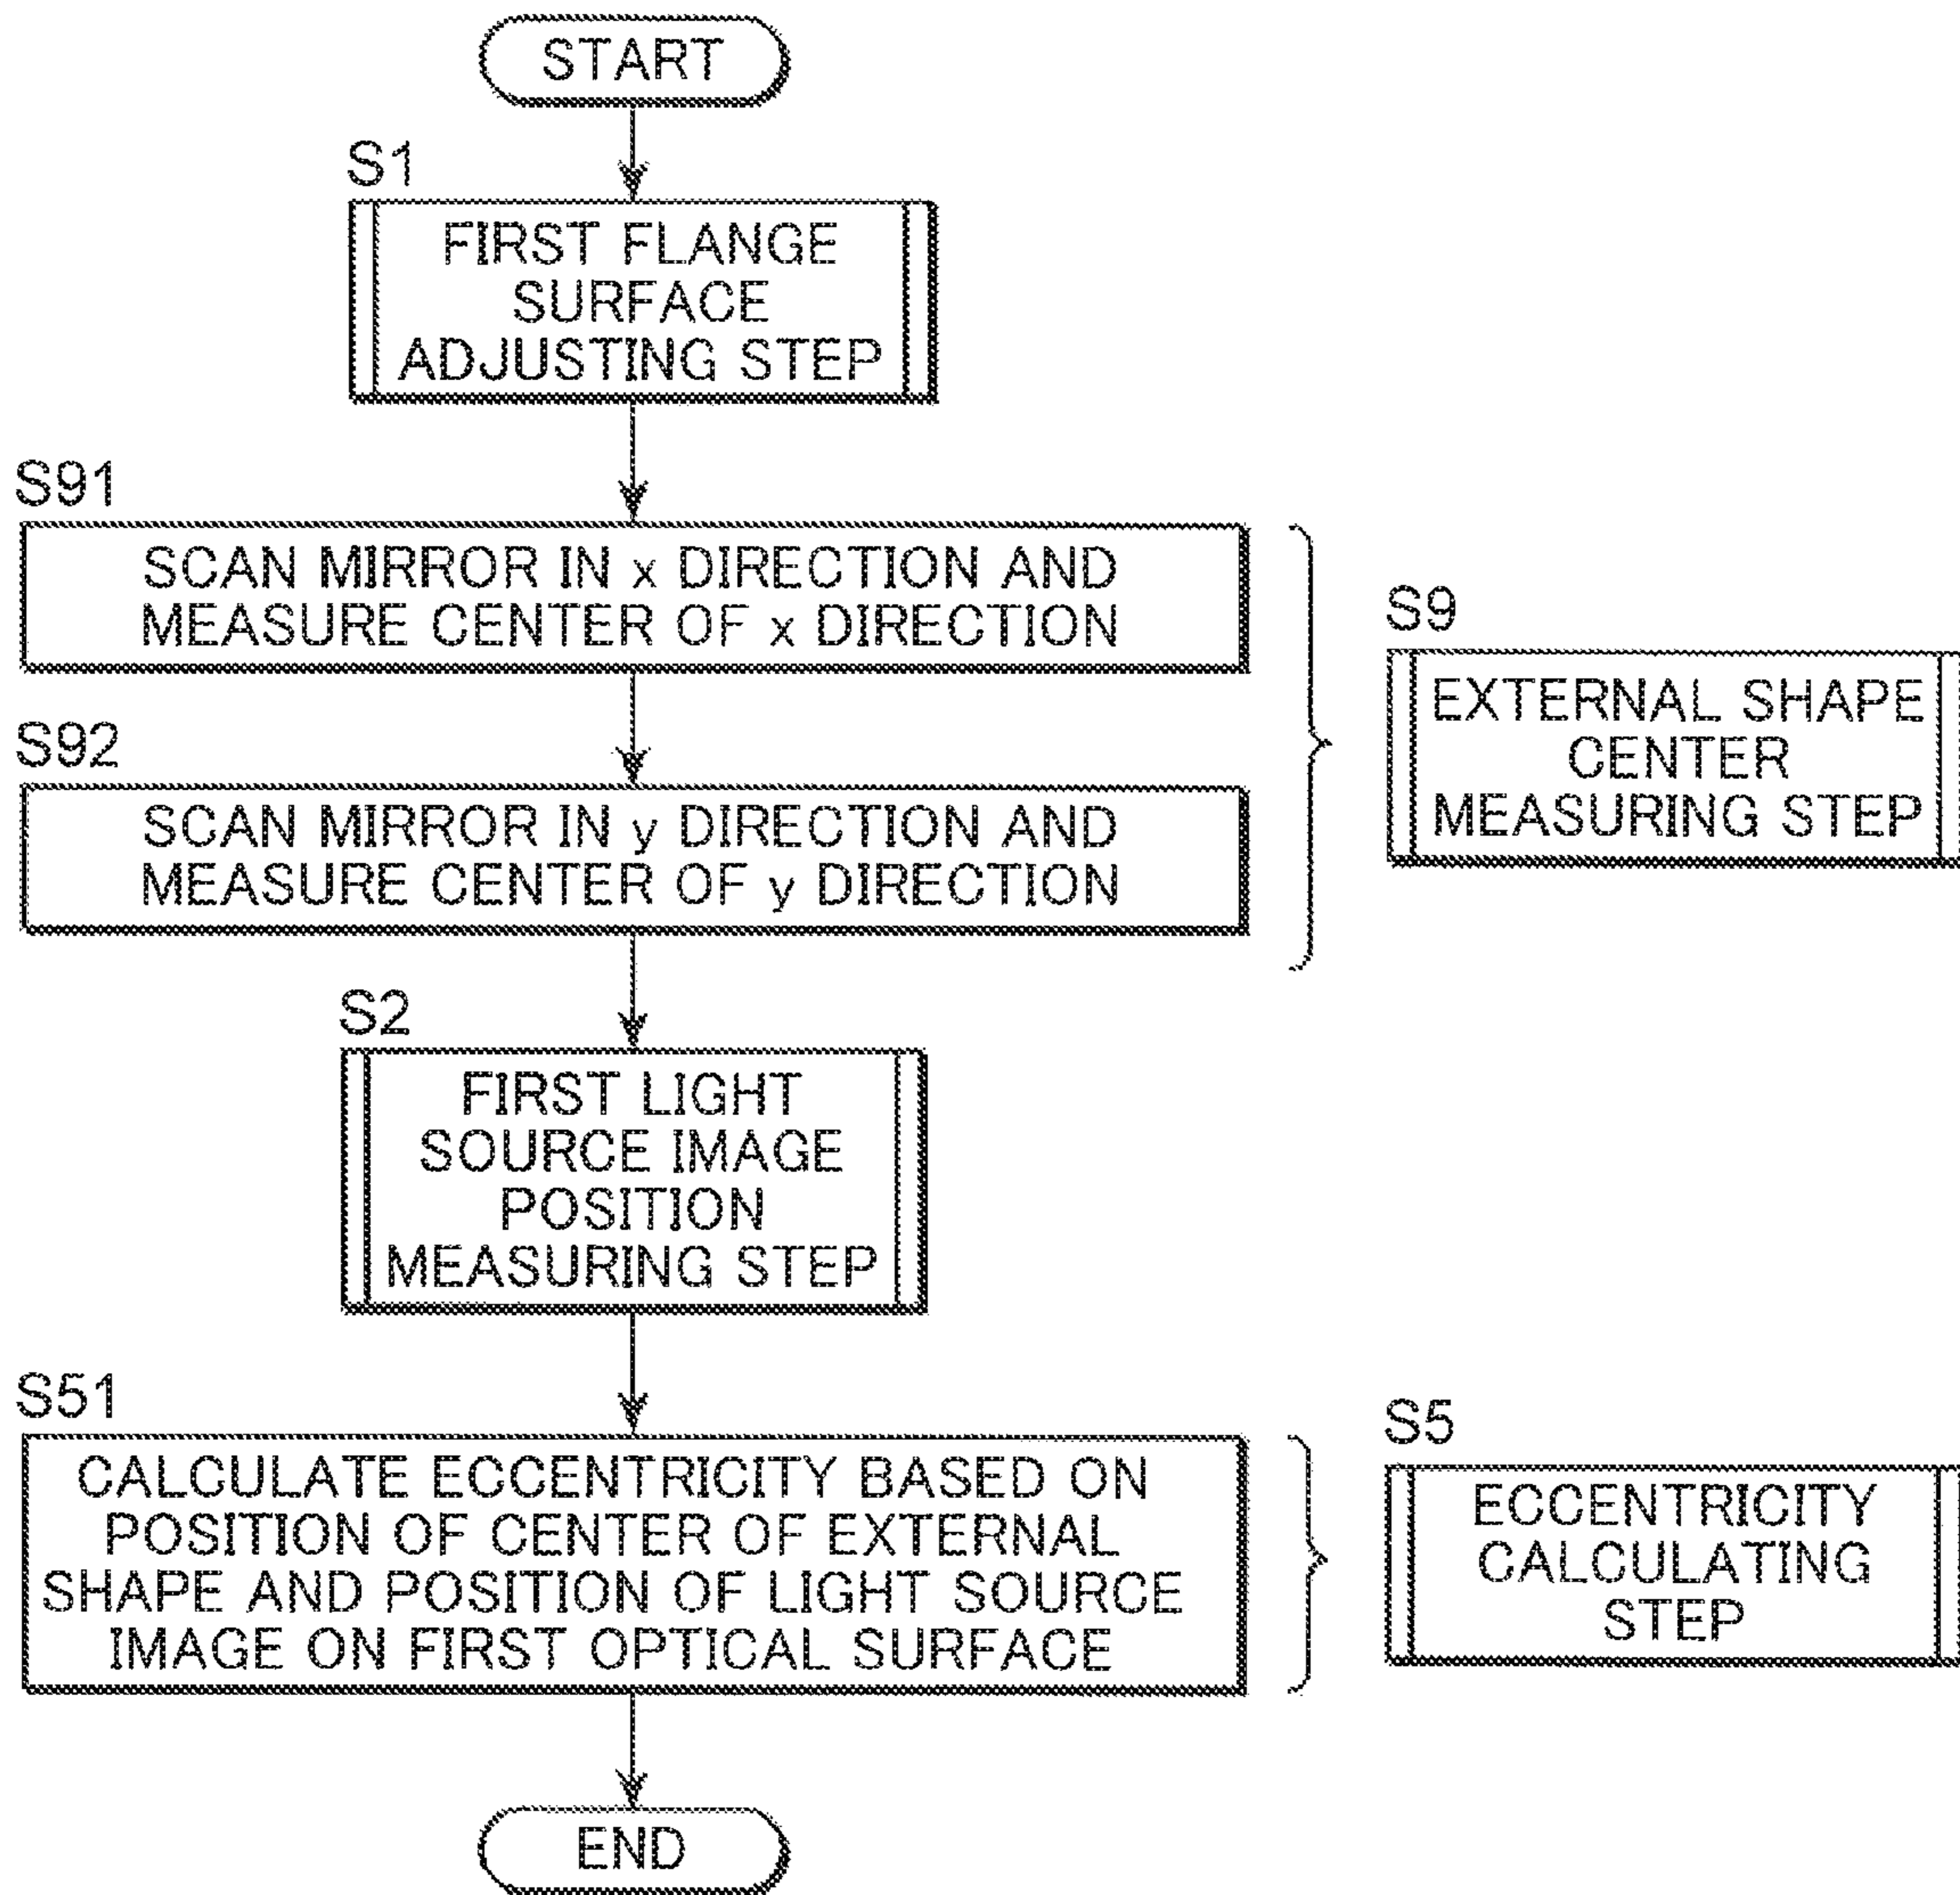 START
S1
FIRST FLANGE
SURFACE
ADJUSTING STEP
S91
SCAN MIRROR IN x DIRECTION AND
MEASURE CENTER OF x DIRECTION
S92
SCAN MIRROR IN y DIRECTION AND
MEASURE CENTER OF y DIRECTION
S9
EXTERNAL SHAPE
CENTER
MEASURING STEP
S2
FIRST LIGHT
SOURCE IMAGE
POSITION
MEASURING STEP
S51
CALCULATE ECCENTRICITY BASED ON
POSITION OF CENTER OF EXTERNAL
SHAPE AND POSITION OF LIGHT SOURCE
IMAGE ON FIRST OPTICAL SURFACE
S5
ECCENTRICITY
CALCULATING
STEP
END